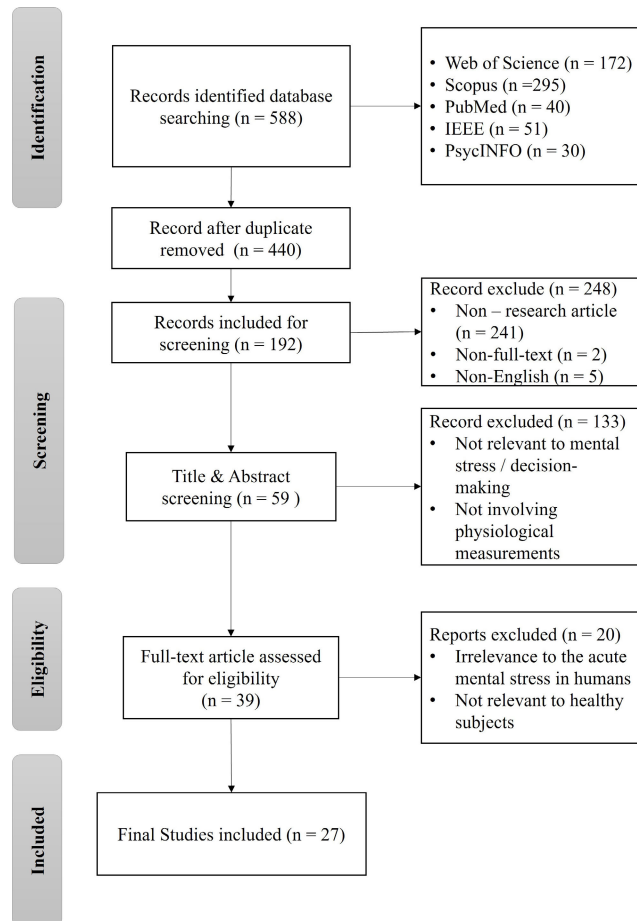 Identification
Records identified database
searching (n = 588)
• Web of Science (n = 172)
• Scopus (n =295)
• PubMed (n = 40)
• IEEE (n = 51)
• PsycINFO (n = 30)
Record after duplicate
removed (n = 440)
Screening
Records included for
screening (n = 192)
Record exclude (n = 248)
• Non – research article
(n = 241)
• Non-full-text (n = 2)
• Non-English (n = 5)
Title & Abstract
screening (n = 59 )
Record excluded (n = 133)
• Not relevant to mental
stress / decision-
making
• Not involving
physiological
measurements
Eligibility
Full-text article assessed
for eligibility
(n = 39)
Reports excluded (n = 20)
• Irrelevance to the acute
mental stress in humans
• Not relevant to healthy
subjects
Included
Final Studies included (n = 27)